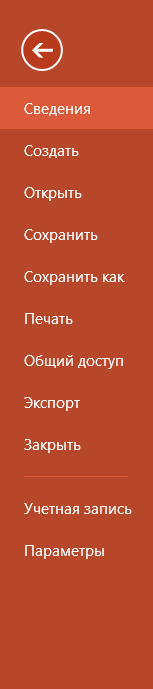 Сведения
Создать
Открыть
Сохранить
Сохранить как
Печать
Общий доступ
Экспорт
Закрыть
Учетная запись
Параметры